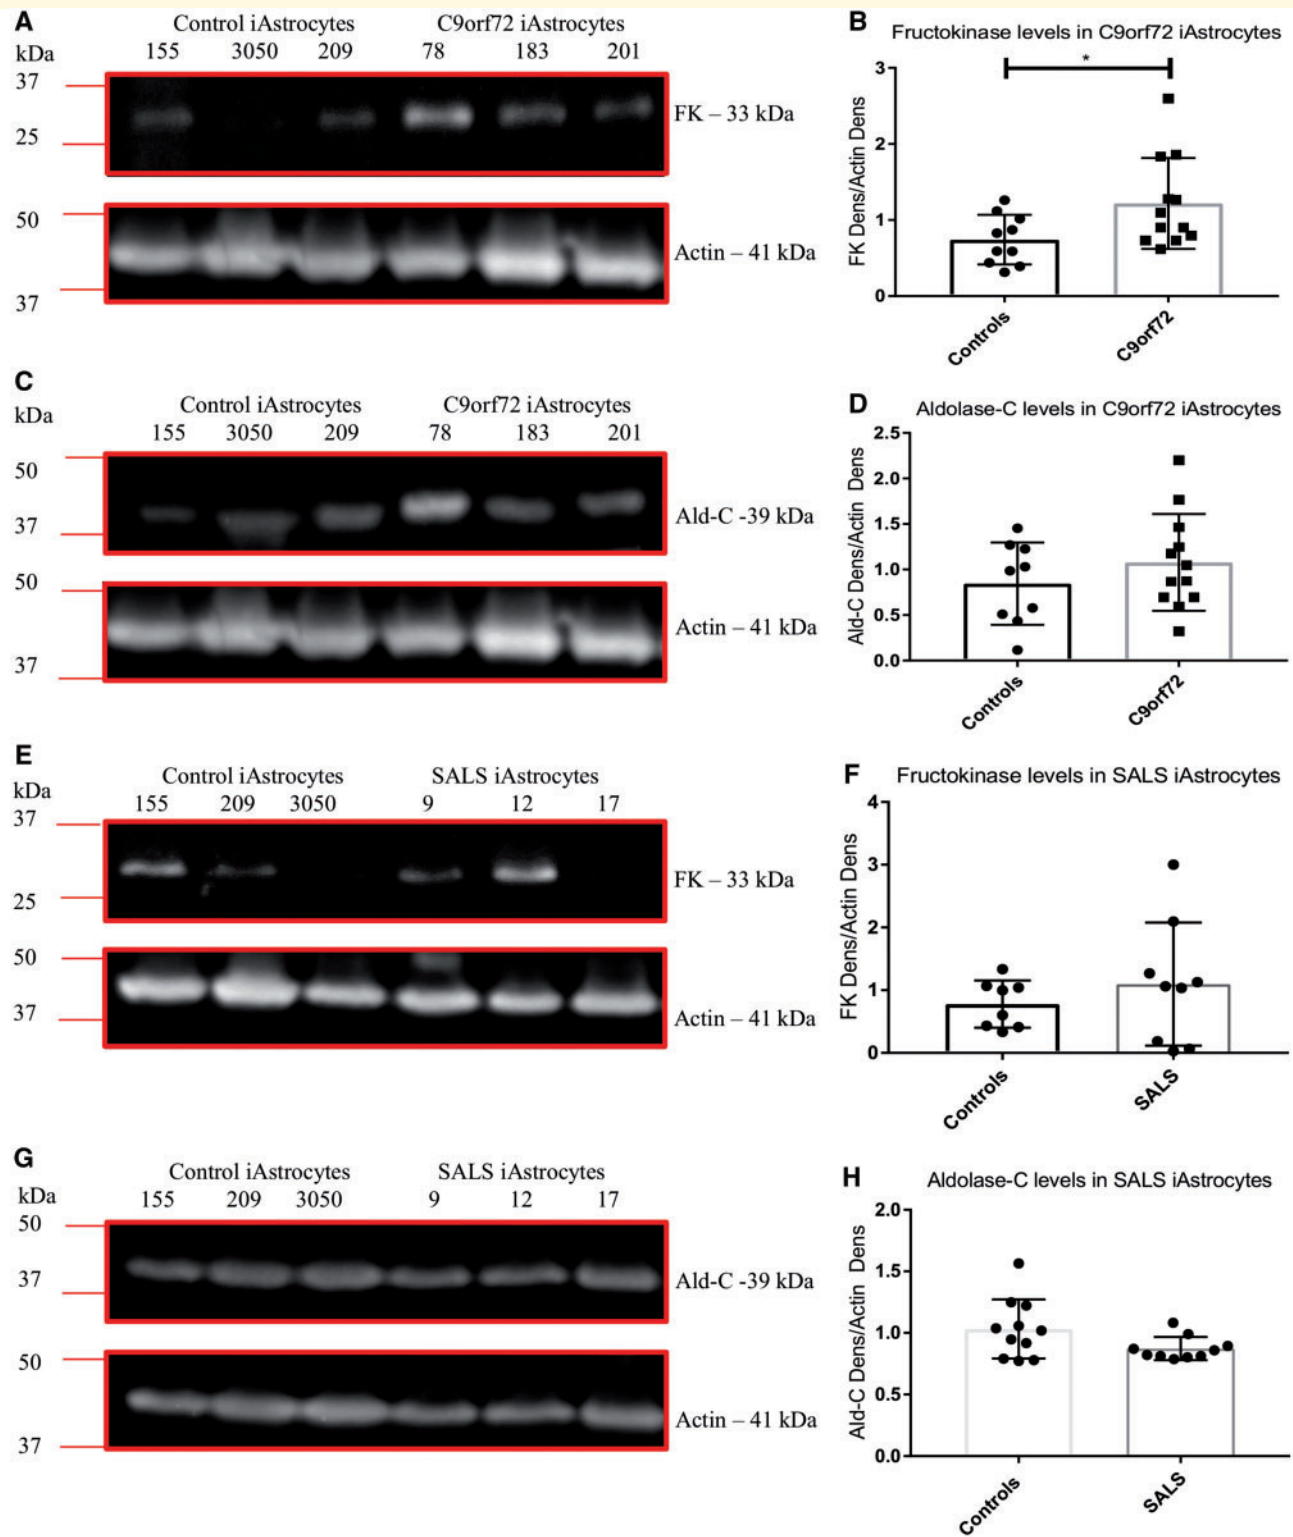 A
Control iAstrocytes C9orf72 iAstrocytes
kDa 155 3050 209 78 183 201
37
25
FK – 33 kDa
50
37
Actin – 41 kDa
B
Fructokinase levels in C9orf72 iAstrocytes
*
3
2
1
0
FK Dens/Actin Dens
Controls C9orf72
C
Control iAstrocytes C9orf72 iAstrocytes
kDa 155 3050 209 78 183 201
50
37
Ald-C -39 kDa
50
37
Actin – 41 kDa
D
Aldolase-C levels in C9orf72 iAstrocytes
2.5
2.0
1.5
1.0
0.5
0.0
Ald-C Dens/Actin Dens
Controls C9orf72
E
Control iAstrocytes SALS iAstrocytes
kDa 155 209 3050 9 12 17
37
25
FK – 33 kDa
50
37
Actin – 41 kDa
F
Fructokinase levels in SALS iAstrocytes
4
3
2
1
0
FK Dens/Actin Dens
Controls SALS
G
Control iAstrocytes SALS iAstrocytes
kDa 155 209 3050 9 12 17
50
37
Ald-C -39 kDa
50
37
Actin – 41 kDa
H
Aldolase-C levels in SALS iAstrocytes
2.0
1.5
1.0
0.5
0.0
Ald-C Dens/Actin Dens
Controls SALS